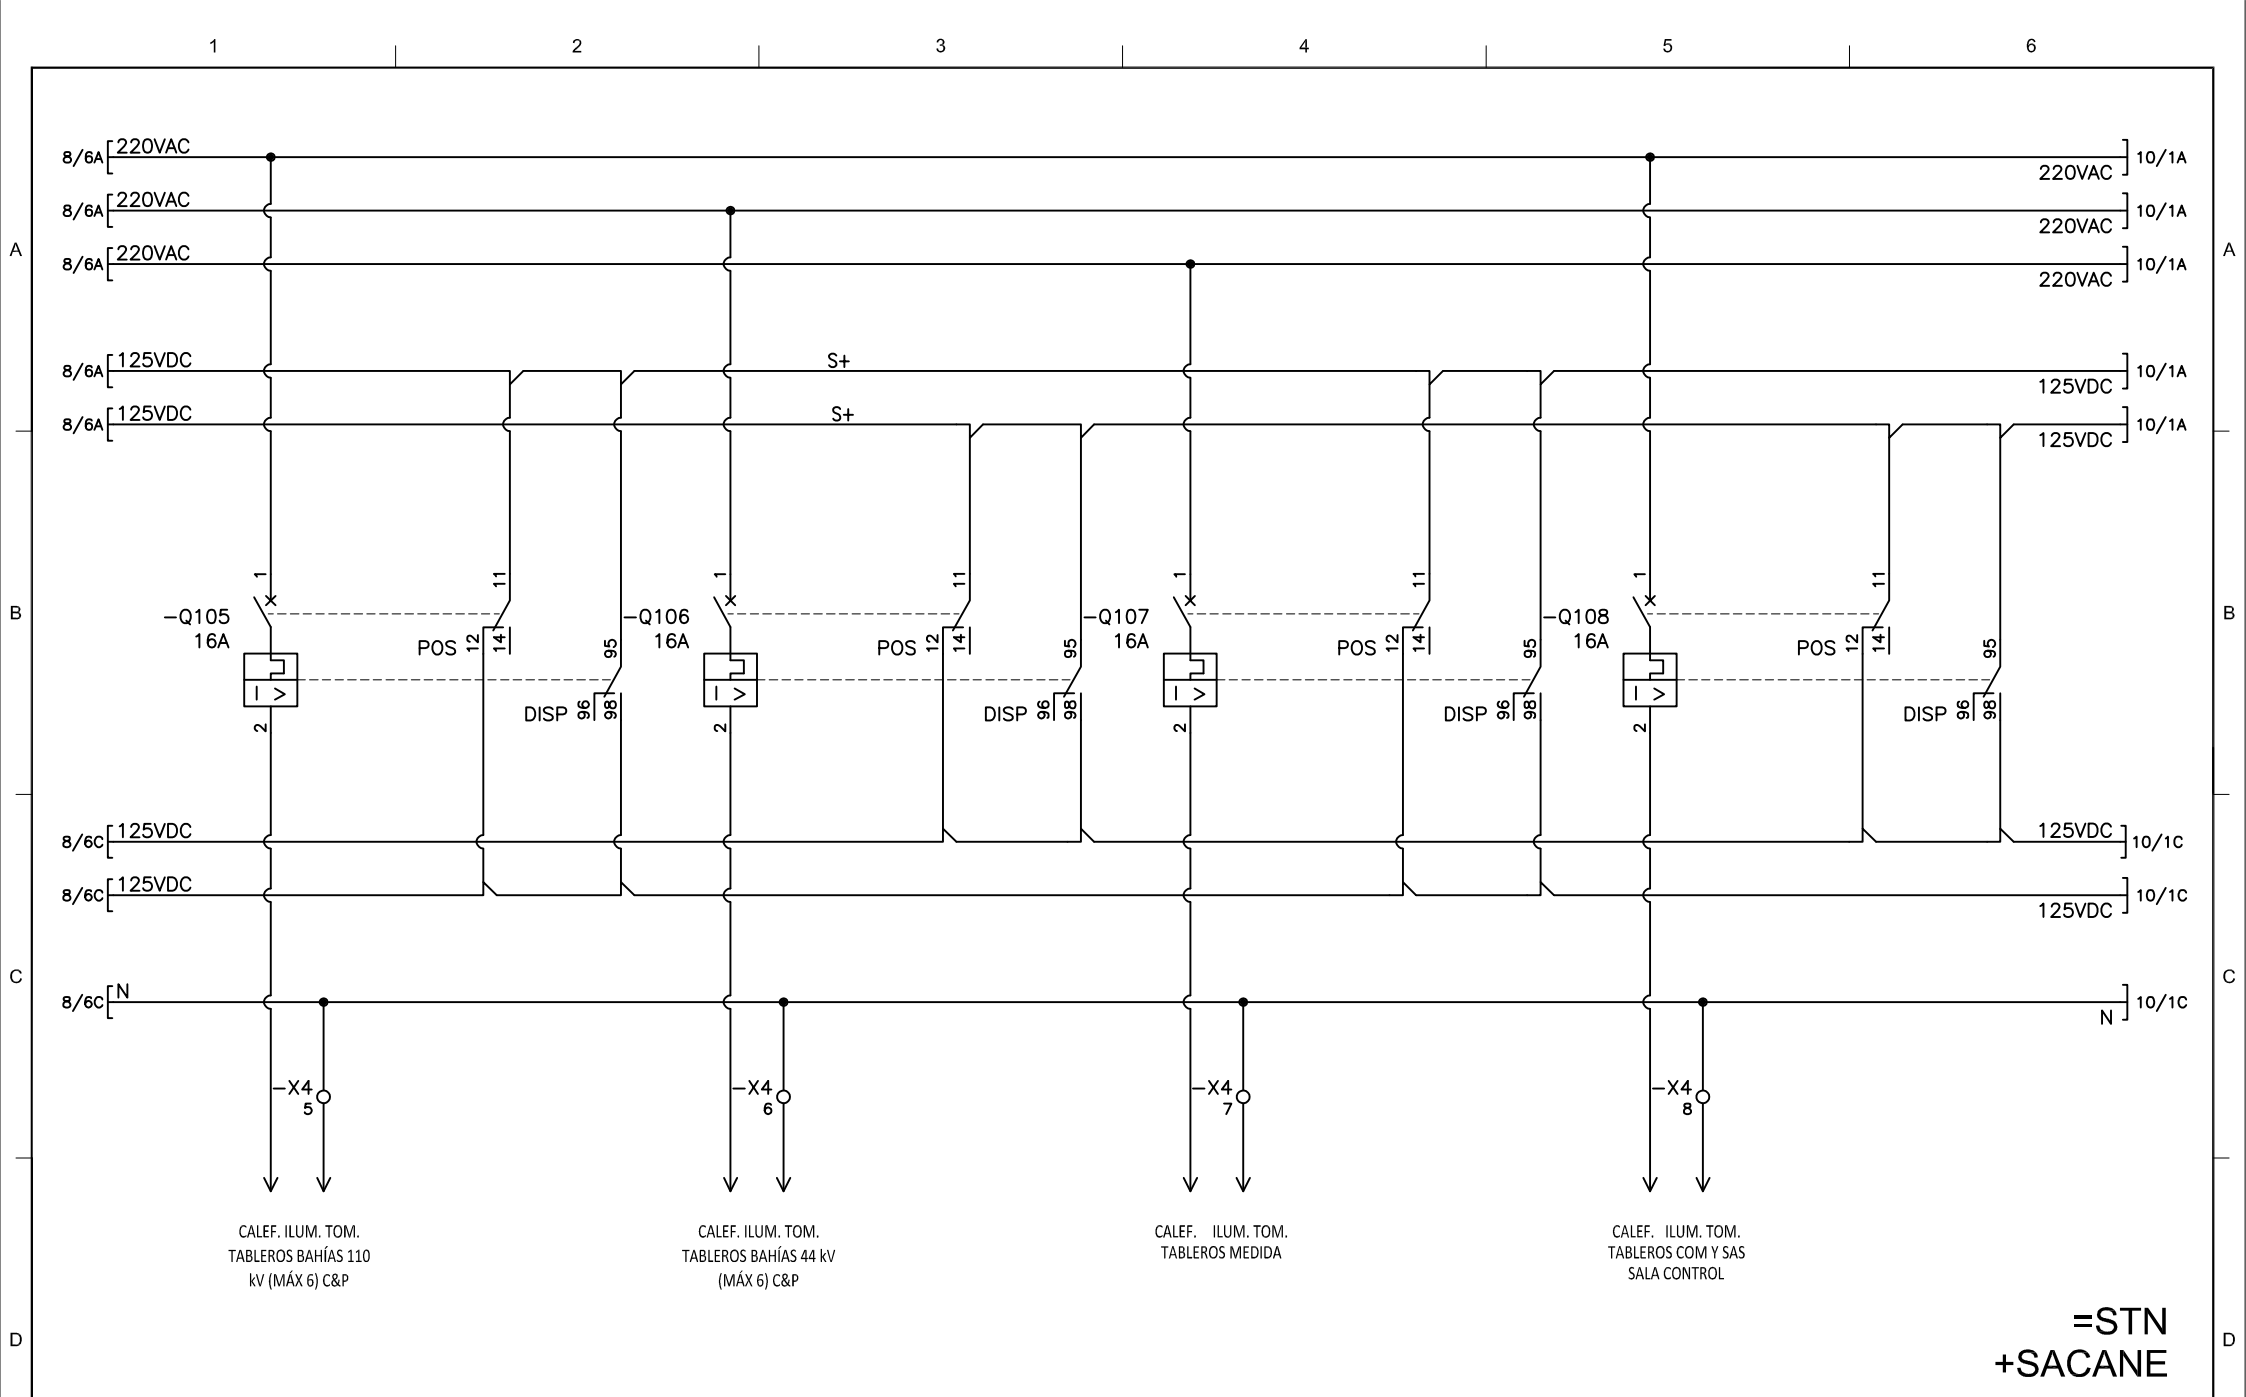 1 2 3 4 5 6
8/6A 220VAC 10/1A
220VAC
8/6A 220VAC 10/1A
220VAC
A A
8/6A 220VAC 10/1A
220VAC
8/6A 125VDC S+ 10/1A
125VDC
8/6A 125VDC S+ 10/1A
125VDC
1 11 1 11 1 11 1 11
B B
-Q105 -Q106 -Q107 -Q108
16A 16A 16A 16A
POS 12 14 95 POS 12 14 95 POS 12 14 95 POS 12 14 95
I > I > I > I >
DISP 96 98 DISP 96 98 DISP 96 98 DISP 96 98
2 2 2 2
8/6C 125VDC 125VDC 10/1C
8/6C 125VDC 10/1C
125VDC
C C
8/6C N 10/1C
N
-X4 -X4 -X4 -X4
5 6 7 8
CALEF. ILUM. TOM.
TABLEROS BAHÍAS 110
kV (MÁX 6) C&P
CALEF. ILUM. TOM.
TABLEROS BAHÍAS 44 kV
(MÁX 6) C&P
CALEF. ILUM. TOM.
TABLEROS MEDIDA
CALEF. ILUM. TOM.
TABLEROS COM Y SAS
SALA CONTROL
=STN
D D
+SACANE